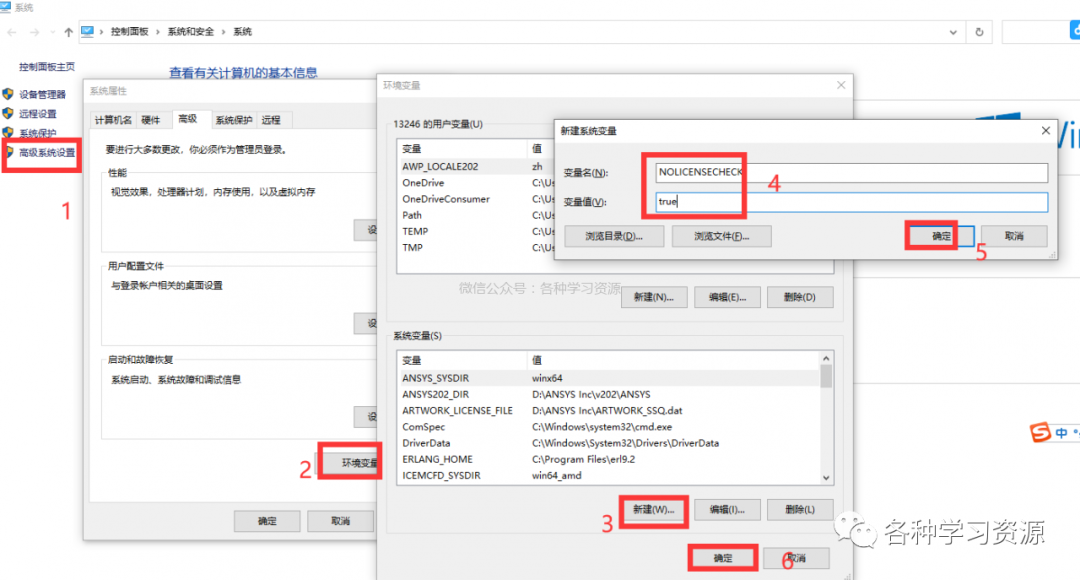 系统
控制面板 › 系统和安全 › 系统
控制面板主页
设备管理器
远程设置
系统保护
高级系统设置
1
查看有关计算机的基本信息
系统属性
计算机名 硬件 高级 系统保护 远程
要进行大多数更改，你必须作为管理员登录。
性能
视觉效果，处理器计划，内存使用，以及虚拟内存
设
用户配置文件
与登录帐户相关的桌面设置
设
启动和故障恢复
系统启动、系统故障和调试信息
设
2
环境变量
确定 取消
环境变量
13246 的用户变量(U)
变量 值
AWP_LOCALE202 zh
OneDrive C:\Us
OneDriveConsumer C:\Us
Path C:\Us
TEMP C:\Us
TMP C:\Us
微信公众号：各种学习资源
新建(N)... 编辑(E)... 删除(D)
新建系统变量
变量名(N): NOLICENSECHECK
变量值(V): true
4
浏览目录(D)... 浏览文件(F)... 确定 取消
5
系统变量(S)
变量 值
ANSYS_SYSDIR winx64
ANSYS202_DIR D:\ANSYS Inc\v202\ANSYS
ARTWORK_LICENSE_FILE D:\ANSYS Inc\ARTWORK_SSQ.dat
ComSpec C:\Windows\system32\cmd.exe
DriverData C:\Windows\System32\Drivers\DriverData
ERLANG_HOME C:\Program Files\erl9.2
ICEMCFD_SYSDIR win64_amd
3
新建(W)... 编辑(I)... 删除(L)
确定 取消
6
Win
中
各种学习资源